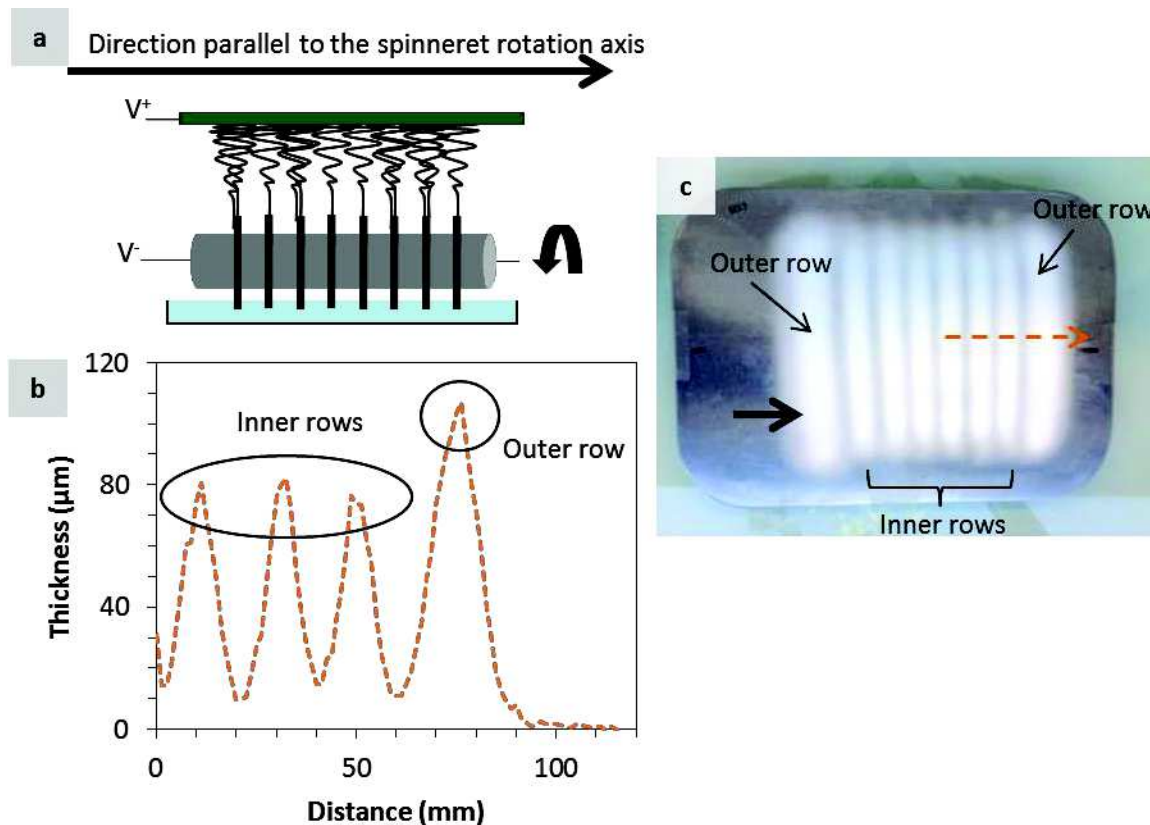 a
Direction parallel to the spinneret rotation axis
V+
V-
b
120
80
40
0
Thickness (μm)
Inner rows
Outer row
0
50
100
Distance (mm)
c
Outer row
Outer row
Inner rows